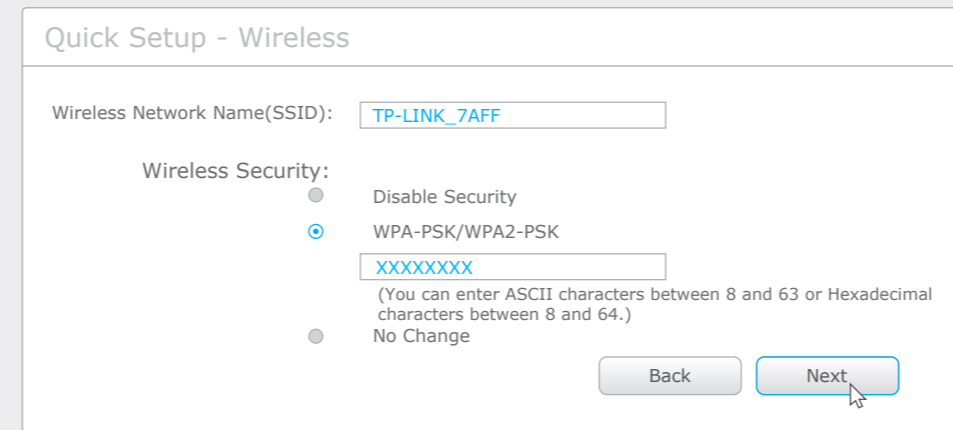 Quick Setup - Wireless
Wireless Network Name(SSID): TP-LINK_7AFF
Wireless Security:
Disable Security
WPA-PSK/WPA2-PSK
XXXXXXXX
(You can enter ASCII characters between 8 and 63 or Hexadecimal
characters between 8 and 64.)
No Change
Back Next